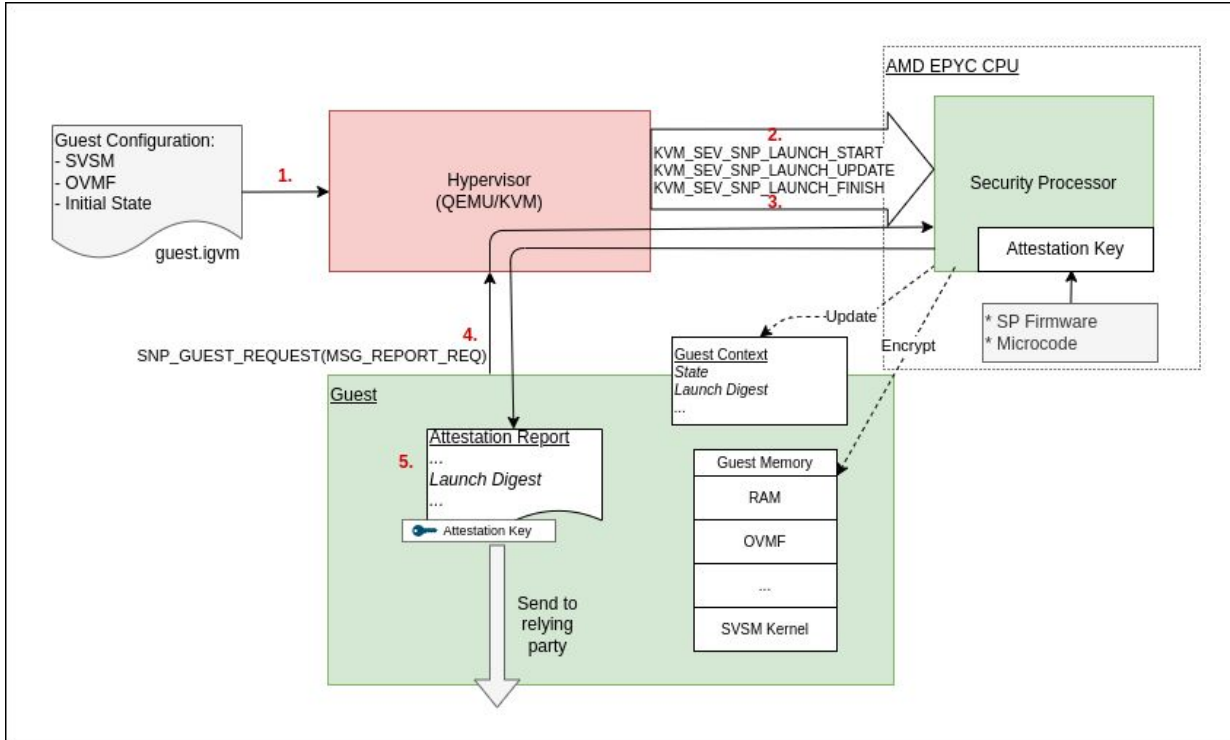 AMD EPYC CPU
Guest Configuration:
- SVSM
- OVMF
- Initial State
guest.igvm
1.
Hypervisor
(QEMU/KVM)
2.
KVM_SEV_SNP_LAUNCH_START
KVM_SEV_SNP_LAUNCH_UPDATE
KVM_SEV_SNP_LAUNCH_FINISH
3.
Security Processor
Attestation Key
* SP Firmware
* Microcode
Update
Encrypt
4.
SNP_GUEST_REQUEST(MSG_REPORT_REQ)
Guest
Guest Context
State
Launch Digest
...
5.
Attestation Report
...
Launch Digest
...
Attestation Key
Send to
relying
party
Guest Memory
RAM
OVMF
...
SVSM Kernel